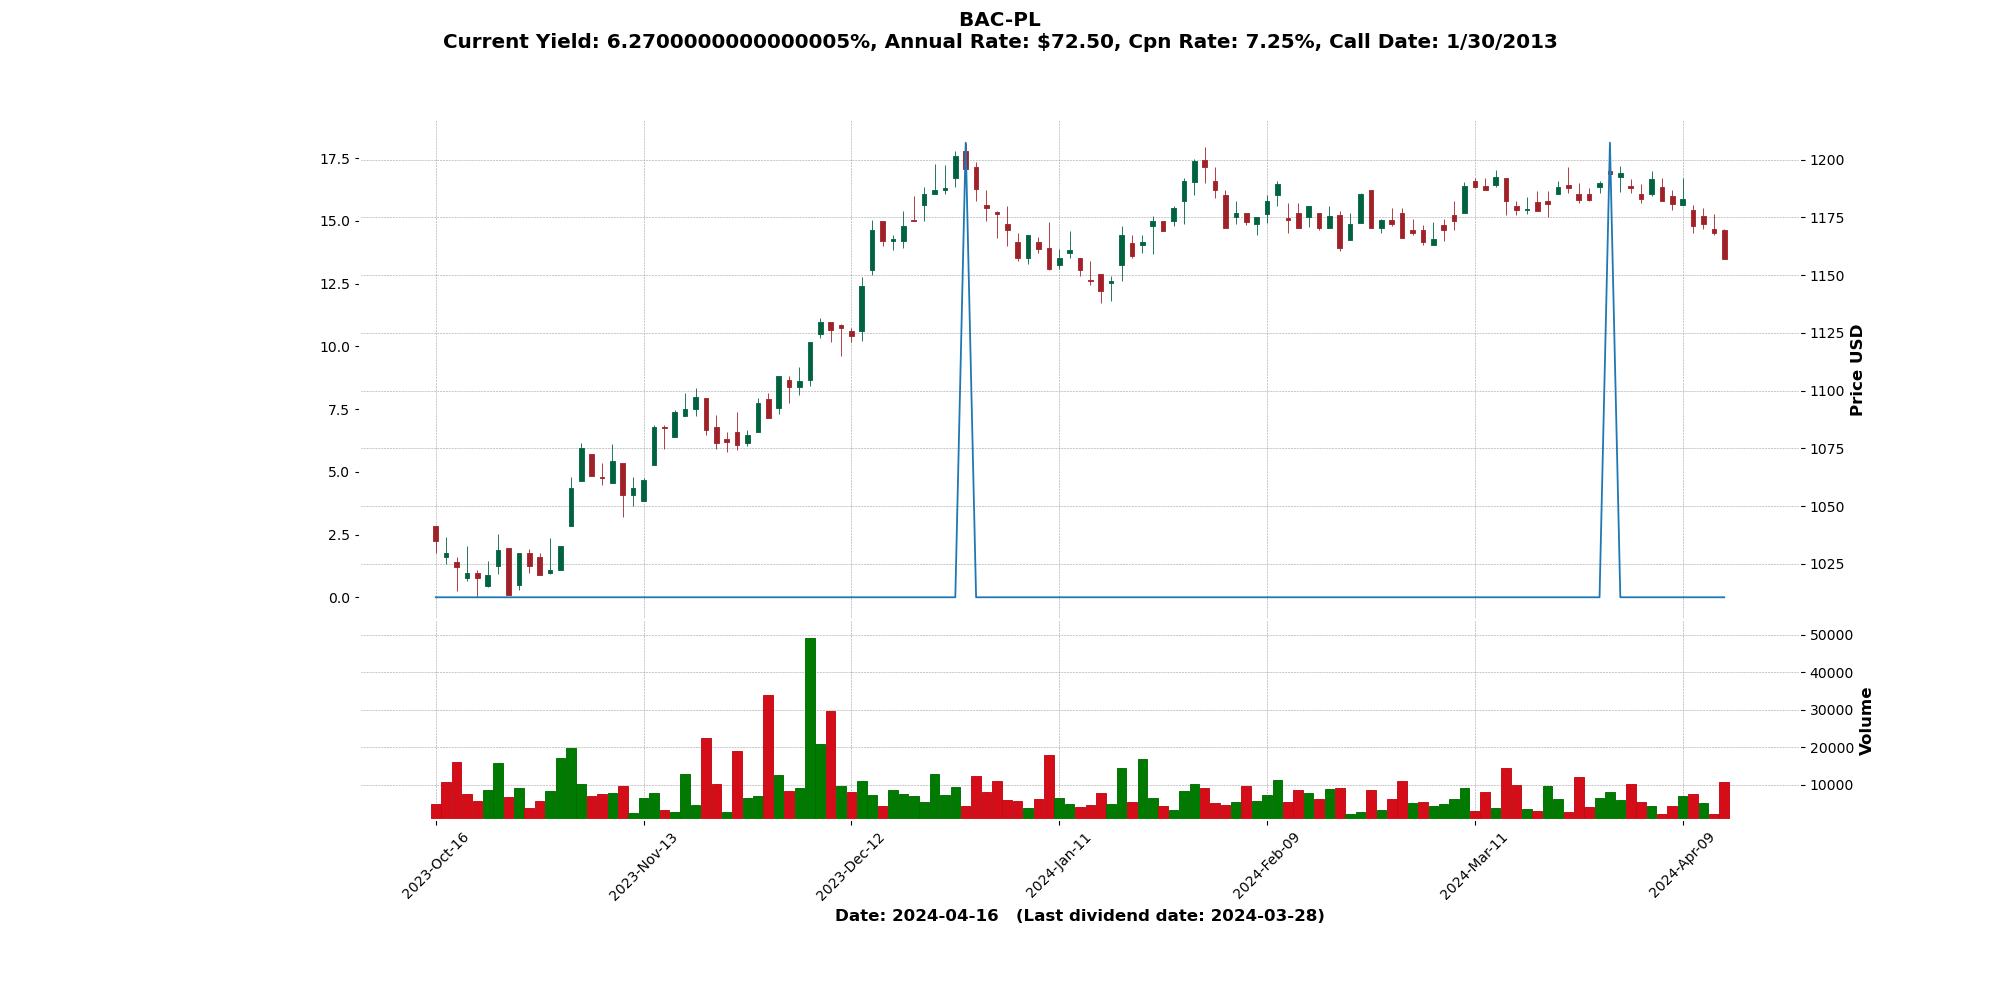 BAC-PL
Current Yield: 6.2700000000000005%, Annual Rate: $72.50, Cpn Rate: 7.25%, Call Date: 1/30/2013
17.5
15.0
12.5
10.0
7.5
5.0
2.5
0.0
1200
1175
1150
1125
1100
1075
1050
1025
Price USD
50000
40000
30000
20000
10000
Volume
2023-Oct-16
2023-Nov-13
2023-Dec-12
2024-Jan-11
2024-Feb-09
2024-Mar-11
2024-Apr-09
Date: 2024-04-16 (Last dividend date: 2024-03-28)